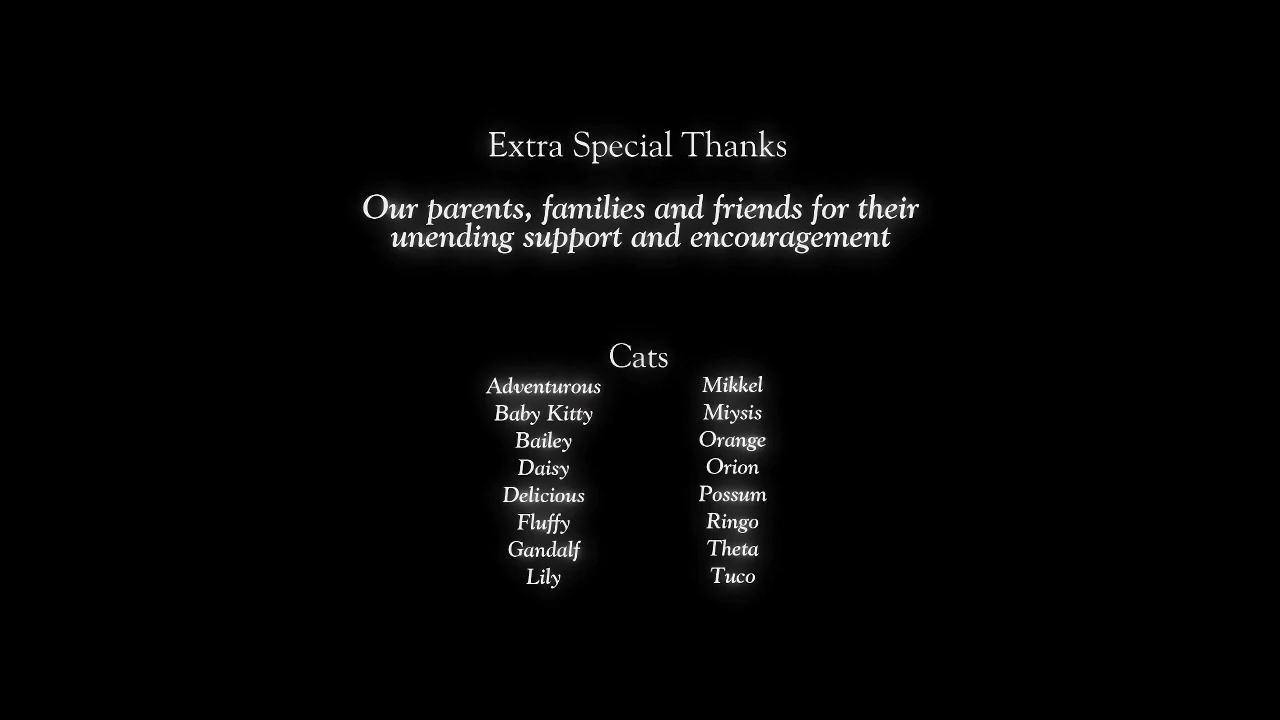 Extra Special Thanks
Our parents, families and friends for their
unending support and encouragement
Cats
Adventurous
Baby Kitty
Bailey
Daisy
Delicious
Fluffy
Gandalf
Lily
Mikkel
Miysis
Orange
Orion
Possum
Ringo
Theta
Tuco